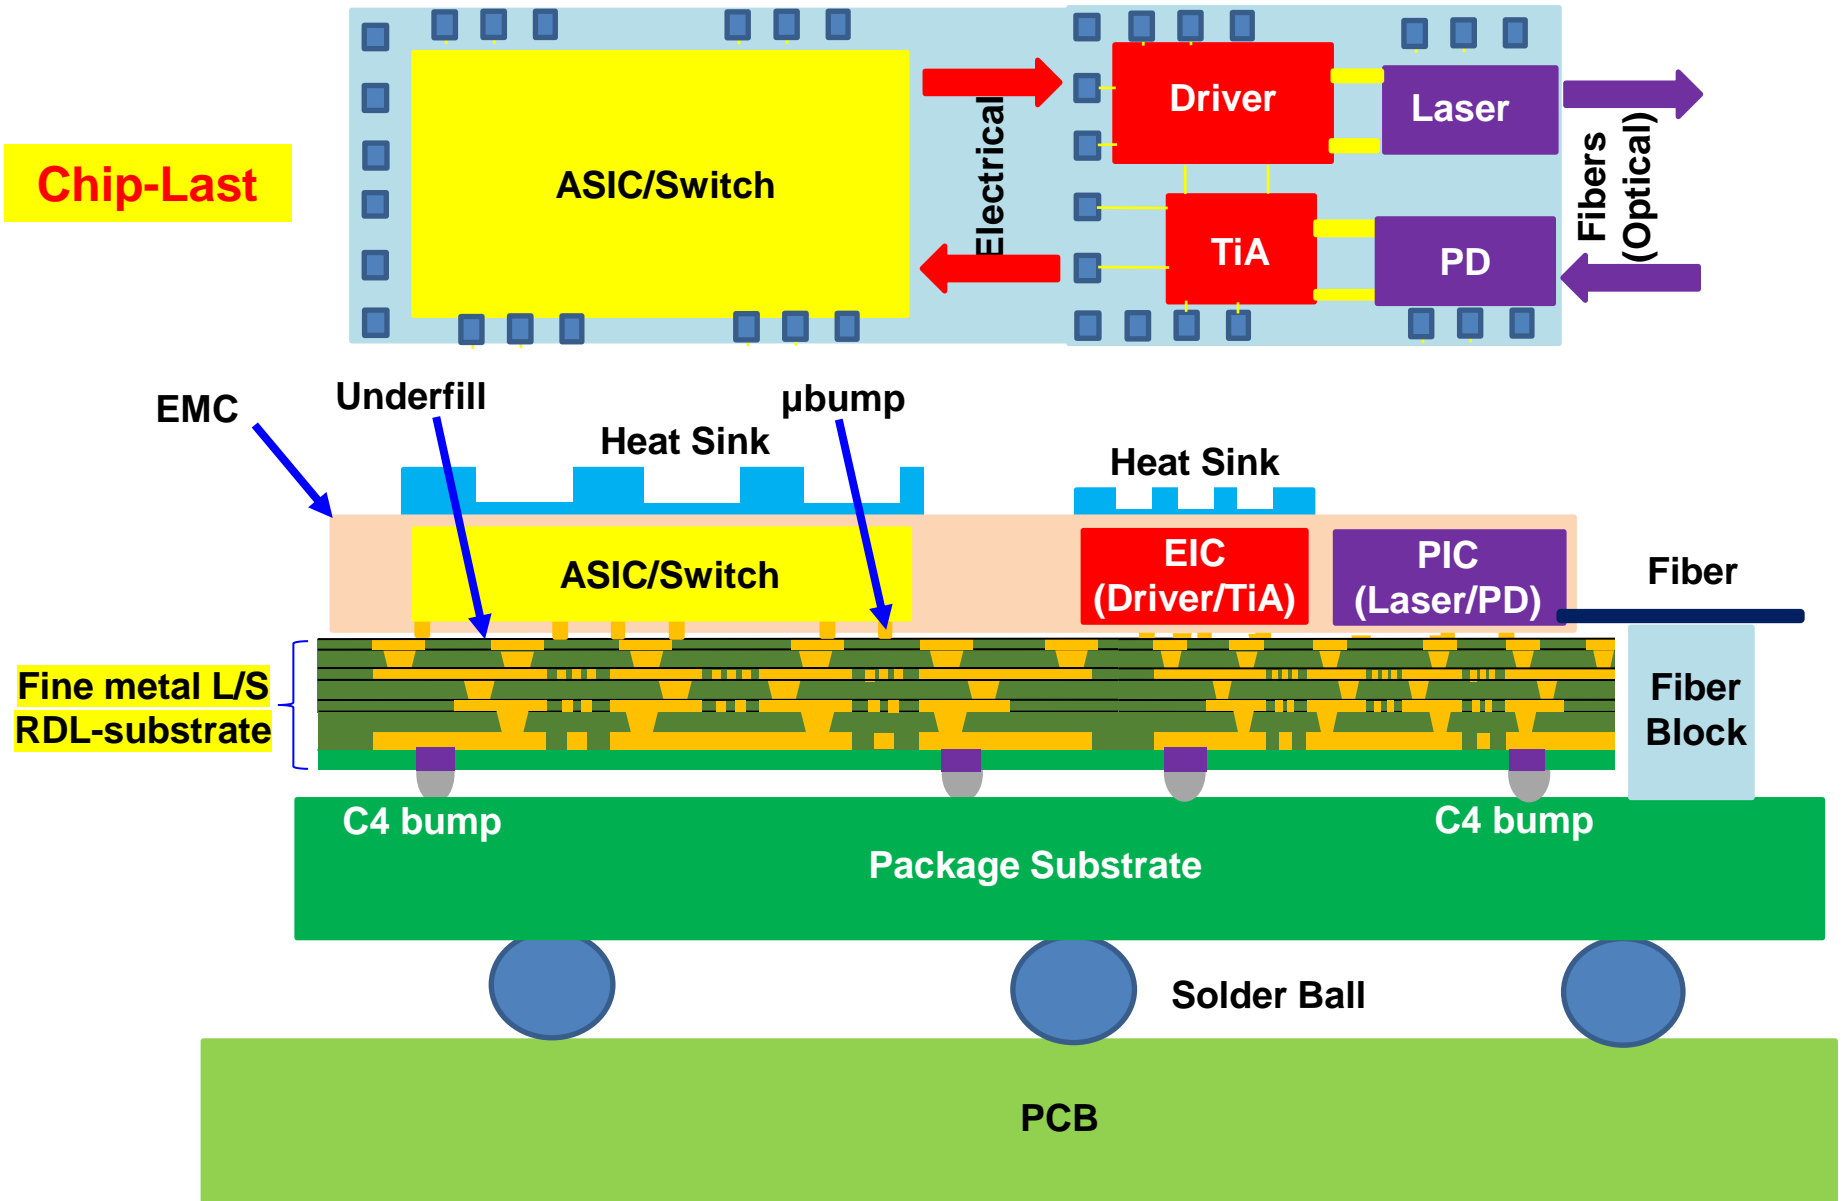 Chip-Last
ASIC/Switch
Electrical
Driver
Laser
TiA
PD
Fibers
(Optical)
EMC
Underfill
µbump
Heat Sink
Heat Sink
ASIC/Switch
EIC
(Driver/TiA)
PIC
(Laser/PD)
Fiber
Fine metal L/S
RDL-substrate
Fiber
Block
C4 bump
C4 bump
Package Substrate
Solder Ball
PCB